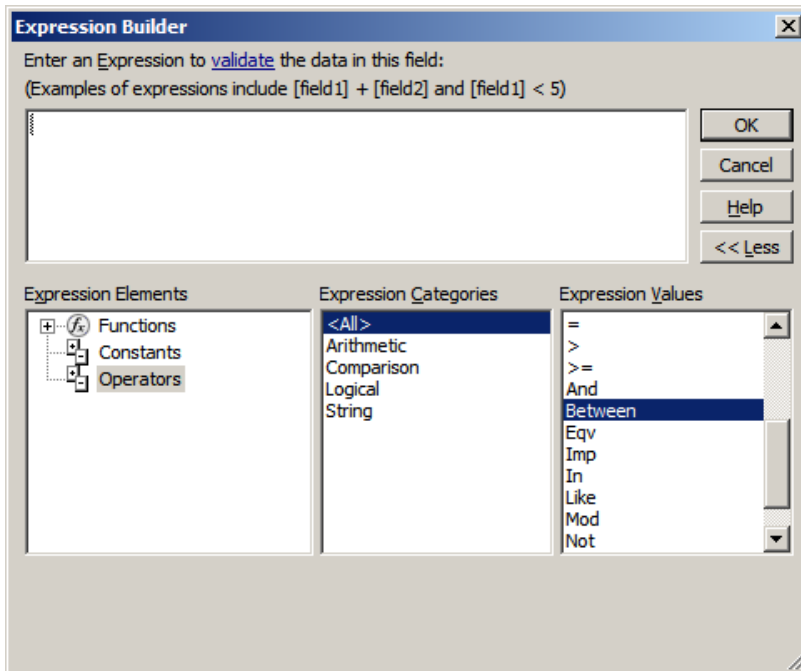 Expression Builder
Enter an Expression to validate the data in this field:
(Examples of expressions include [field1] + [field2] and [field1] < 5)
OK
Cancel
Help
<< Less
Expression Elements
Functions
Constants
Operators
Expression Categories
<All>
Arithmetic
Comparison
Logical
String
Expression Values
=
>
>=
And
Between
Eqv
Imp
In
Like
Mod
Not